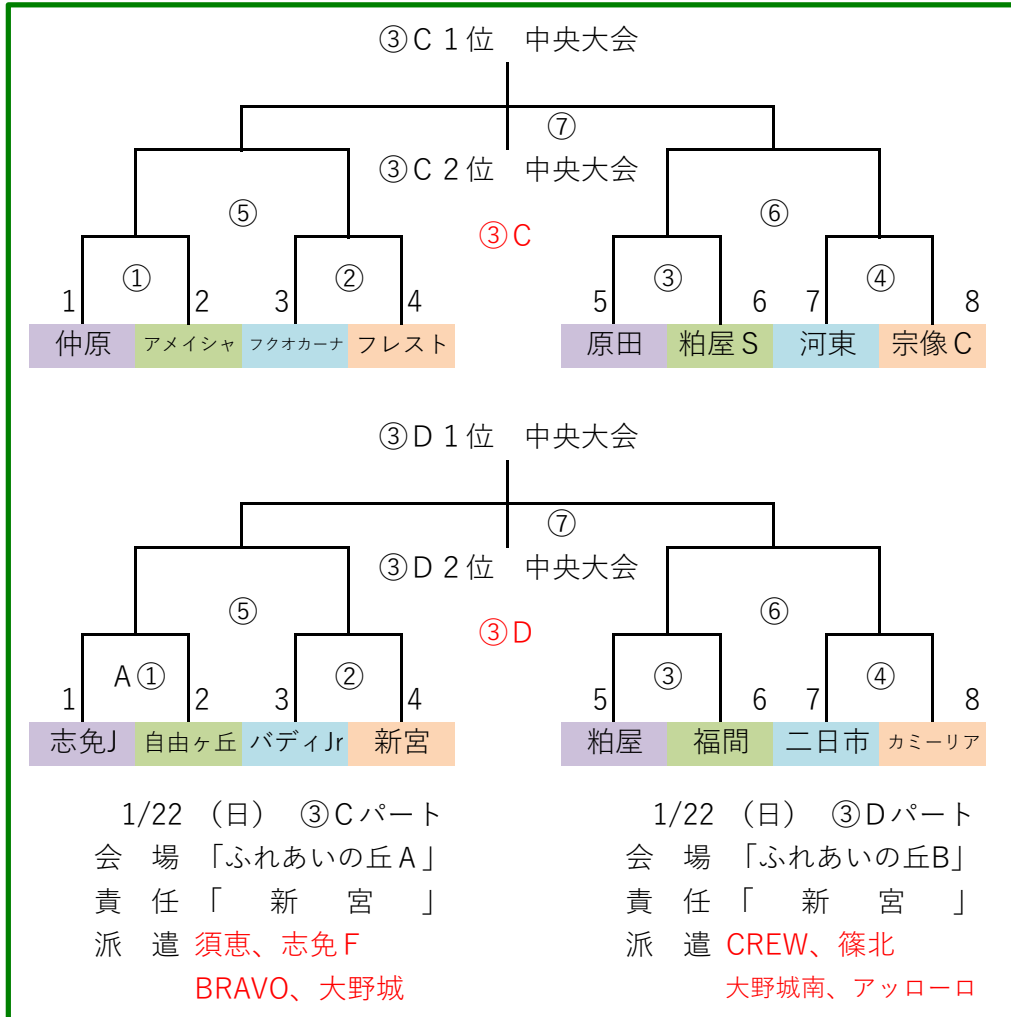 ③C1位　中央大会
⑦
③C2位　中央大会
⑤ ⑥
③C
① ② ③ ④
1 2 3 4 5 6 7 8
仲原 アメイシャ フクオカーナ フレスト 原田 粕屋S 河東 宗像C
③D1位　中央大会
⑦
③D2位　中央大会
⑤ ⑥
③D
A① ② ③ ④
1 2 3 4 5 6 7 8
志免J 自由ヶ丘 バディJr 新宮 粕屋 福間 二日市 カミーリア
1/22 （日） ③Cパート
会　場 「ふれあいの丘A」
責　任 「　新　宮　」
派　遣 須恵、志免F
BRAVO、大野城
1/22 （日） ③Dパート
会　場 「ふれあいの丘B」
責　任 「　新　宮　」
派　遣 CREW、篠北
大野城南、アッローロ